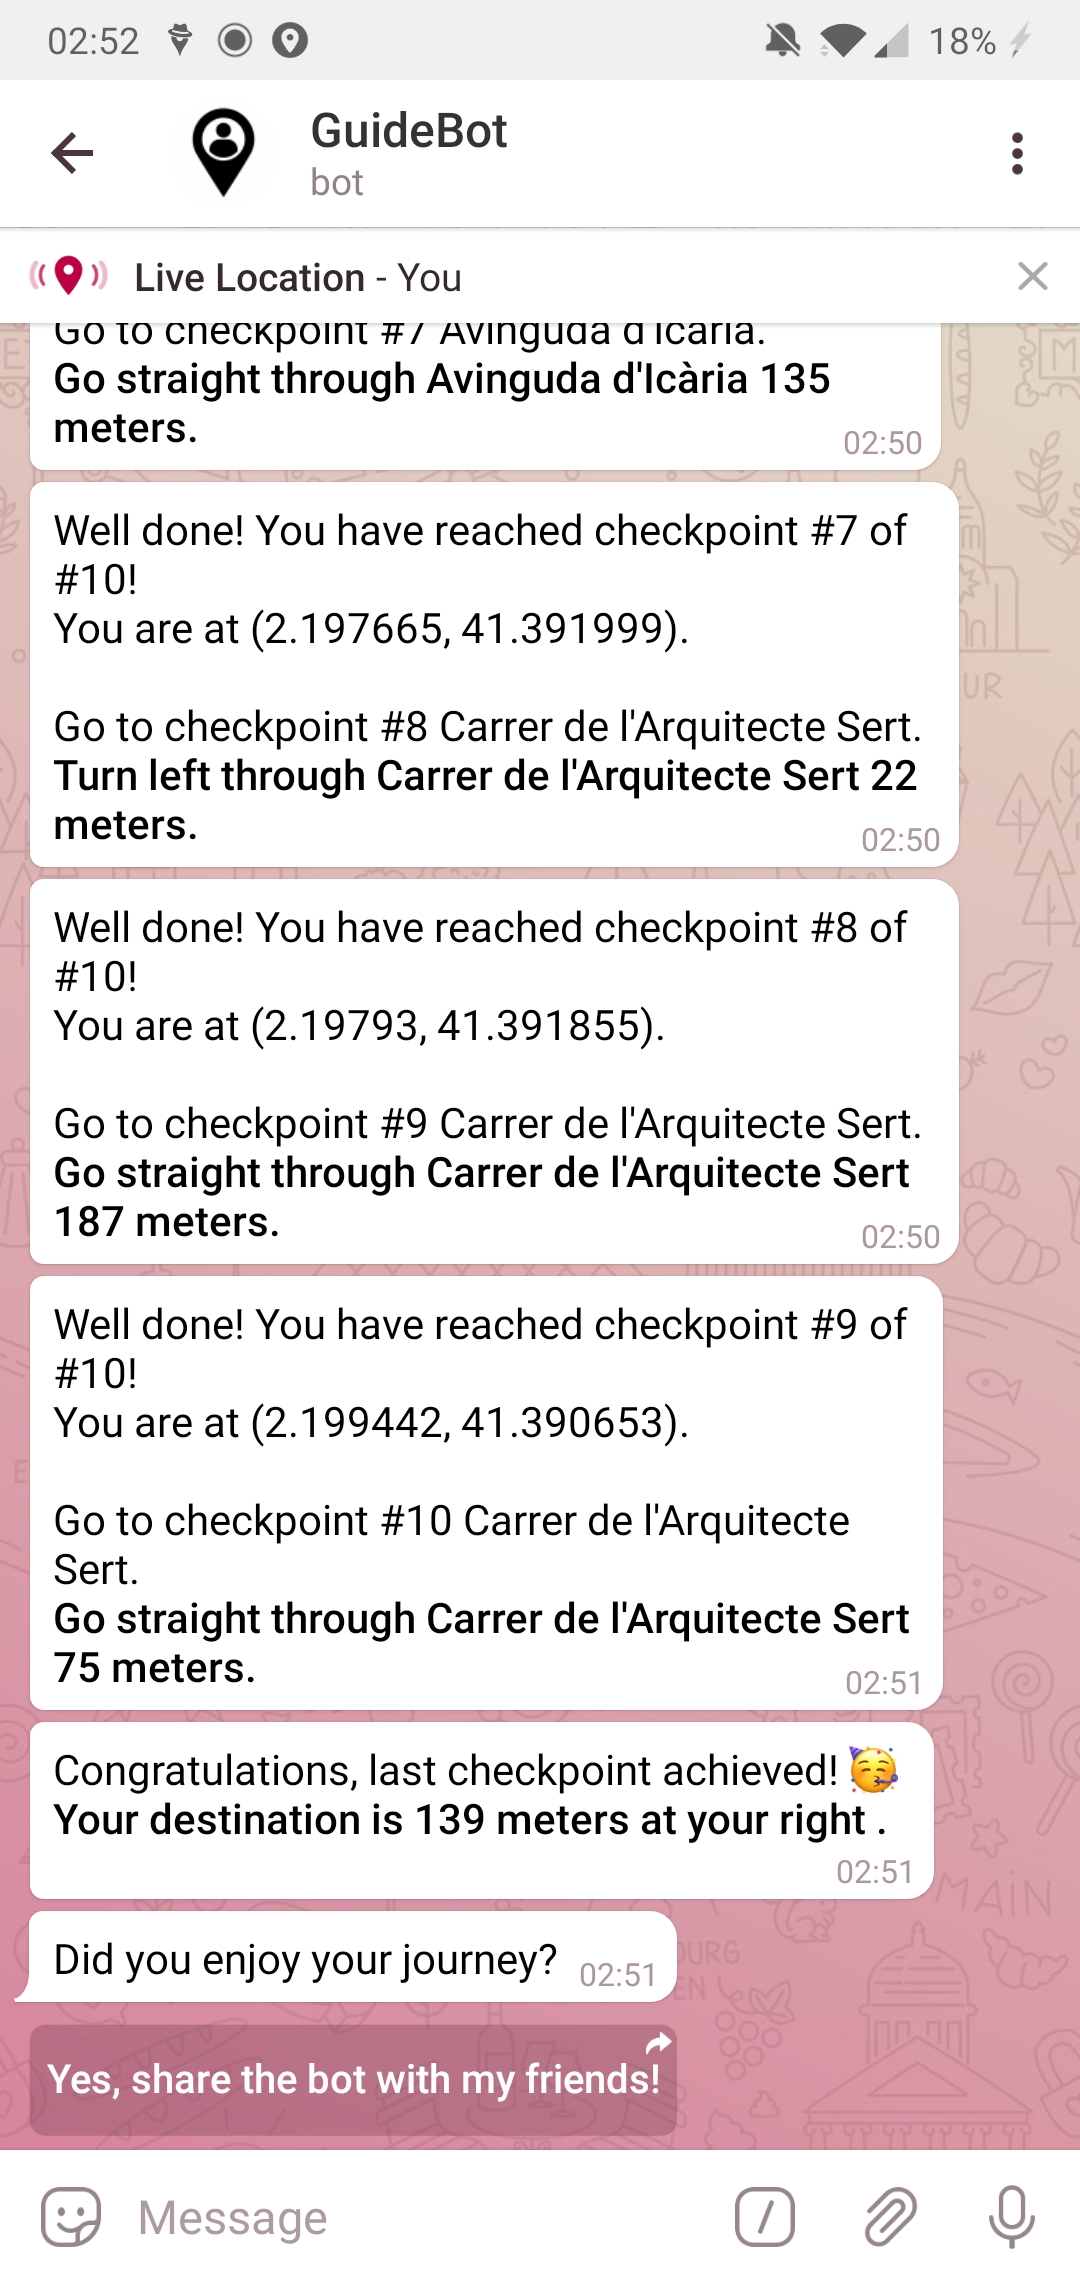 02:52
18%
GuideBot
bot
Live Location - You
Go to checkpoint #7 Avinguda d'Icària.
Go straight through Avinguda d'Icària 135
meters.
02:50
Well done! You have reached checkpoint #7 of
#10!
You are at (2.197665, 41.391999).
Go to checkpoint #8 Carrer de l'Arquitecte Sert.
Turn left through Carrer de l'Arquitecte Sert 22
meters.
02:50
Well done! You have reached checkpoint #8 of
#10!
You are at (2.19793, 41.391855).
Go to checkpoint #9 Carrer de l'Arquitecte Sert.
Go straight through Carrer de l'Arquitecte Sert
187 meters.
02:50
Well done! You have reached checkpoint #9 of
#10!
You are at (2.199442, 41.390653).
Go to checkpoint #10 Carrer de l'Arquitecte
Sert.
Go straight through Carrer de l'Arquitecte Sert
75 meters.
02:51
Congratulations, last checkpoint achieved! 🥳
Your destination is 139 meters at your right .
02:51
Did you enjoy your journey?
02:51
Yes, share the bot with my friends!
Message